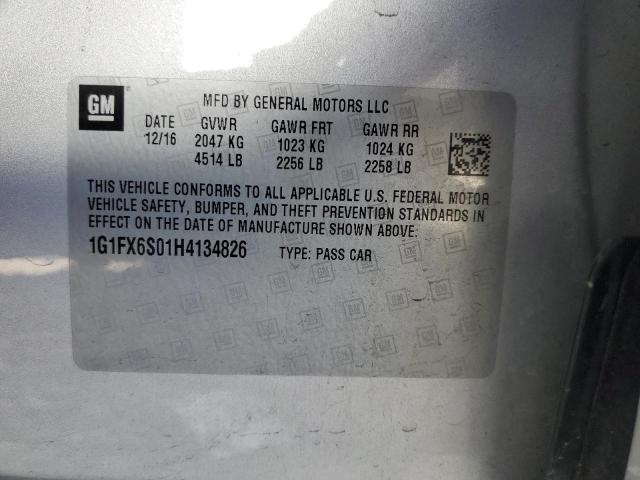 GM
MFD BY GENERAL MOTORS LLC
DATE GVWR GAWR FRT GAWR RR
12/16 2047 KG 1023 KG 1024 KG
4514 LB 2256 LB 2258 LB
THIS VEHICLE CONFORMS TO ALL APPLICABLE U.S. FEDERAL MOTOR
VEHICLE SAFETY, BUMPER, AND THEFT PREVENTION STANDARDS IN
EFFECT ON THE DATE OF MANUFACTURE SHOWN ABOVE:
1G1FX6S01H4134826 TYPE: PASS CAR